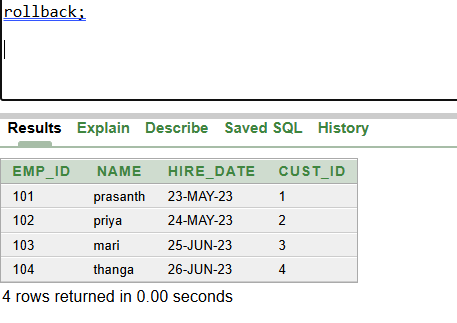 rollback;
Results Explain Describe Saved SQL History
EMP_ID NAME HIRE_DATE CUST_ID
101 prasanth 23-MAY-23 1
102 priya 24-MAY-23 2
103 mari 25-JUN-23 3
104 thanga 26-JUN-23 4
4 rows returned in 0.00 seconds